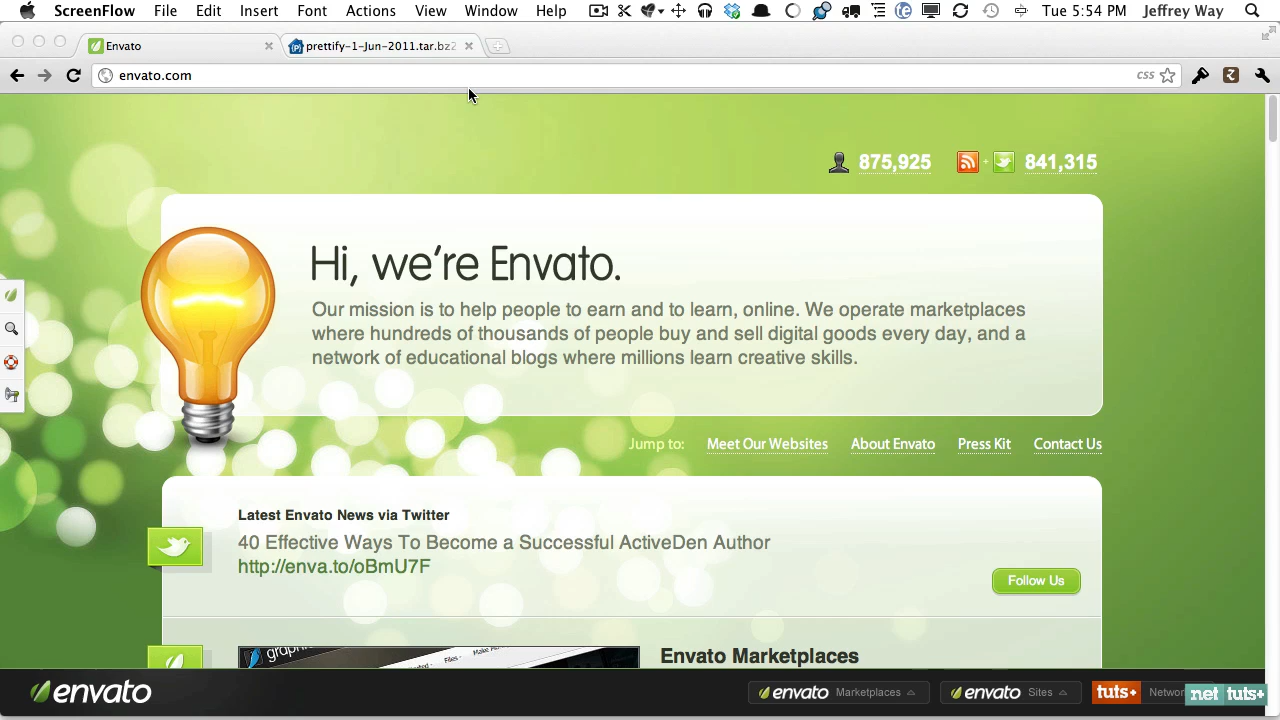 ScreenFlow File Edit Insert Font Actions View Window Help Tue 5:54 PM Jeffrey Way
Envato prettify-1-Jun-2011.tar.bz2
envato.com CSS
875,925 + 841,315
Hi, we're Envato.
Our mission is to help people to earn and to learn, online. We operate marketplaces
where hundreds of thousands of people buy and sell digital goods every day, and a
network of educational blogs where millions learn creative skills.
Jump to: Meet Our Websites About Envato Press Kit Contact Us
Latest Envato News via Twitter
40 Effective Ways To Become a Successful ActiveDen Author
http://enva.to/oBmU7F
Follow Us
Files -
Envato Marketplaces
envato envato Marketplaces envato Sites tuts+ Networ net tuts+